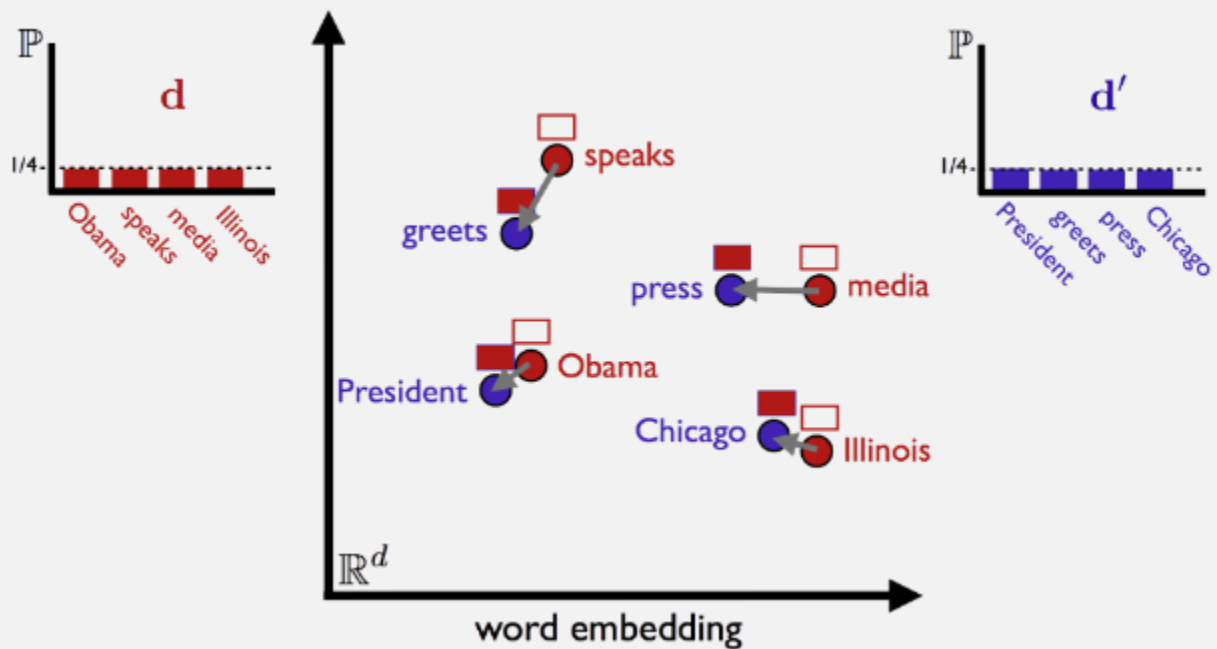 ℙ
d
1/4
Obama
speaks
media
Illinois
speaks
greets
press
media
Obama
President
Chicago
Illinois
ℝᵈ
word embedding
ℙ
d′
1/4
President
greets
press
Chicago